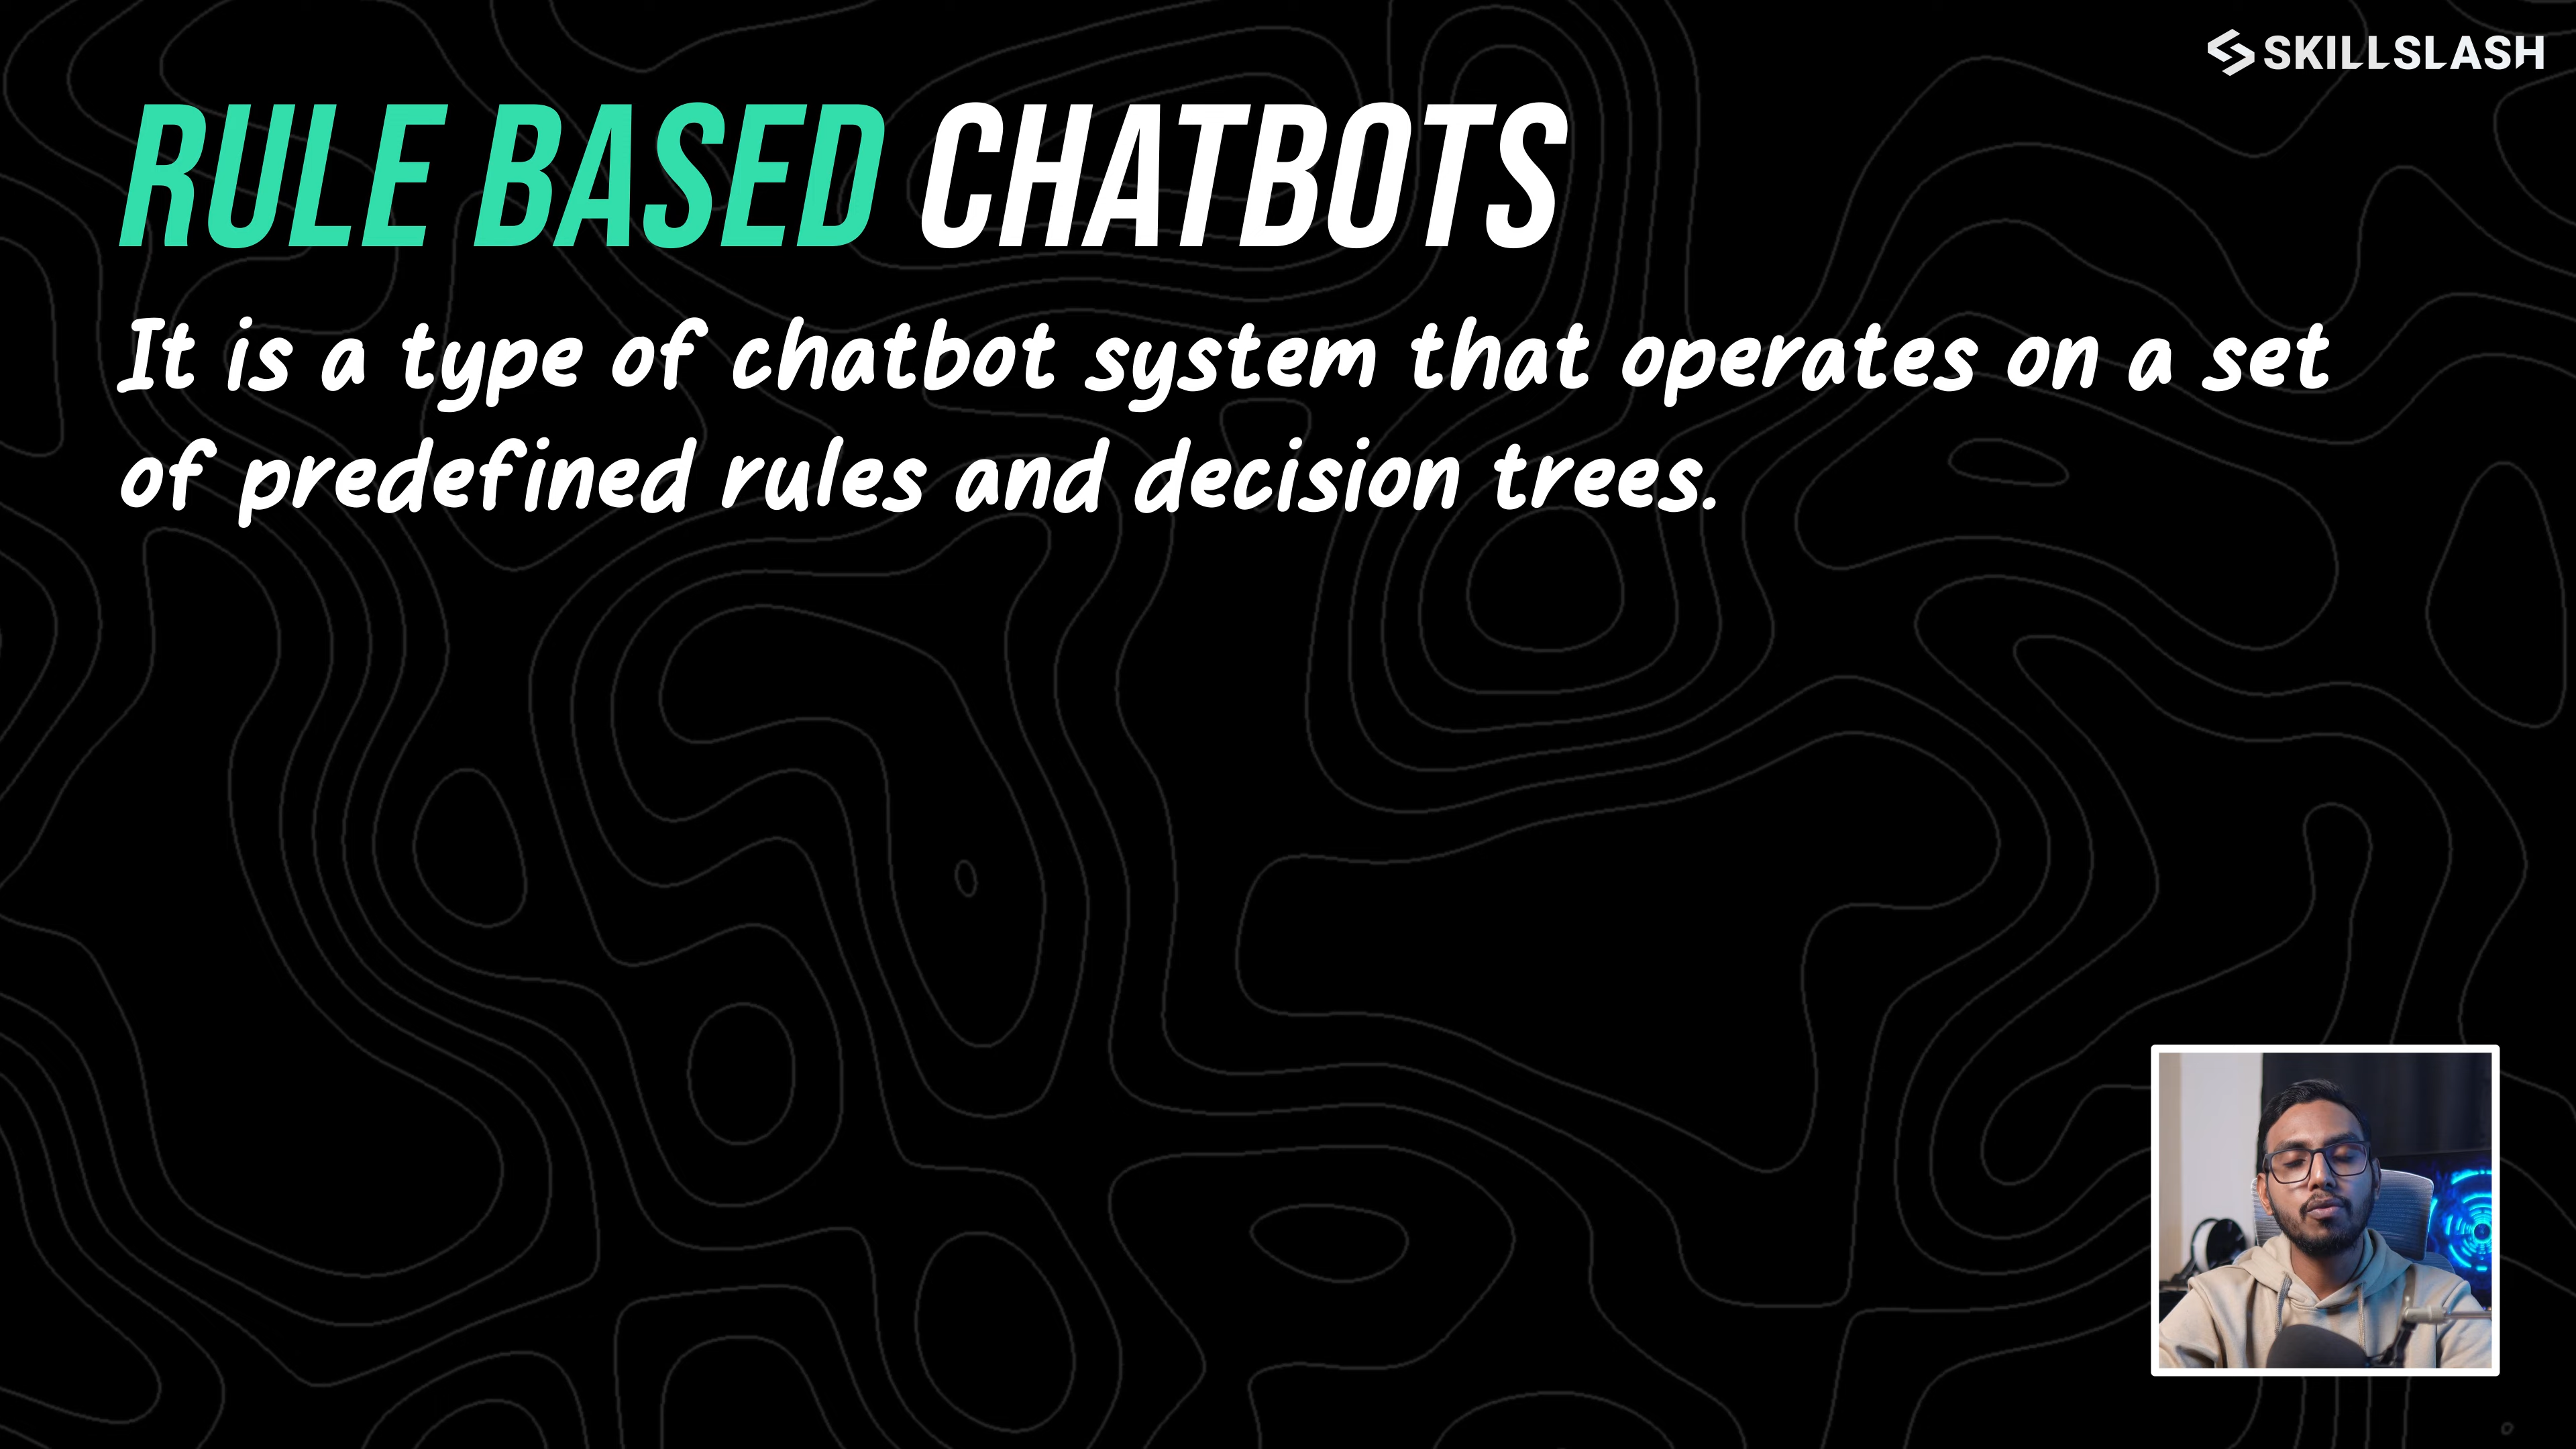 SKILLSLASH
RULE BASED CHATBOTS
It is a type of chatbot system that operates on a set
of predefined rules and decision trees.